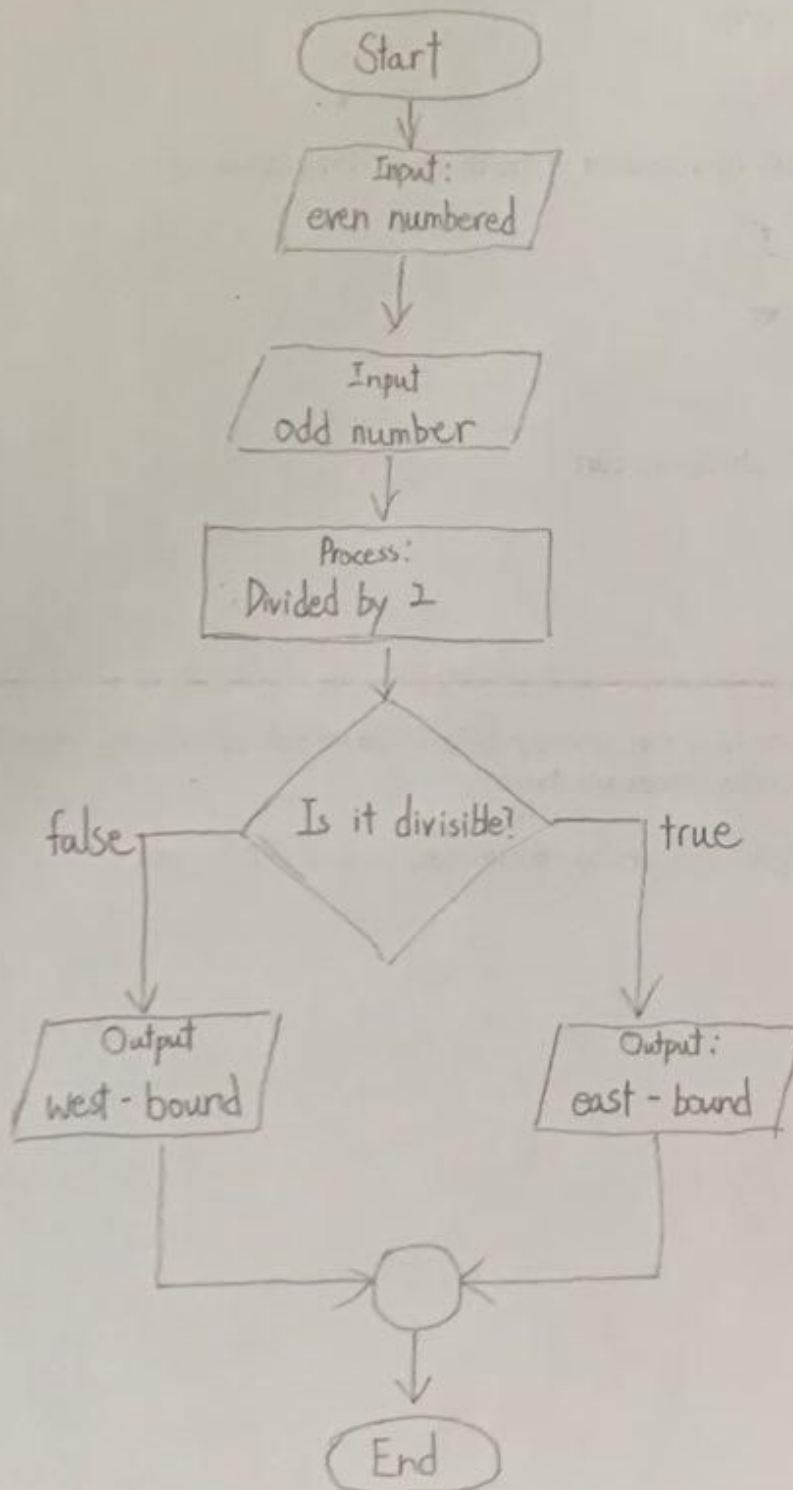 Start
Input:
even numbered
Input
odd number
Process:
Divided by 2
Is it divisible?
false
true
Output
west - bound
Output:
east - bound
End